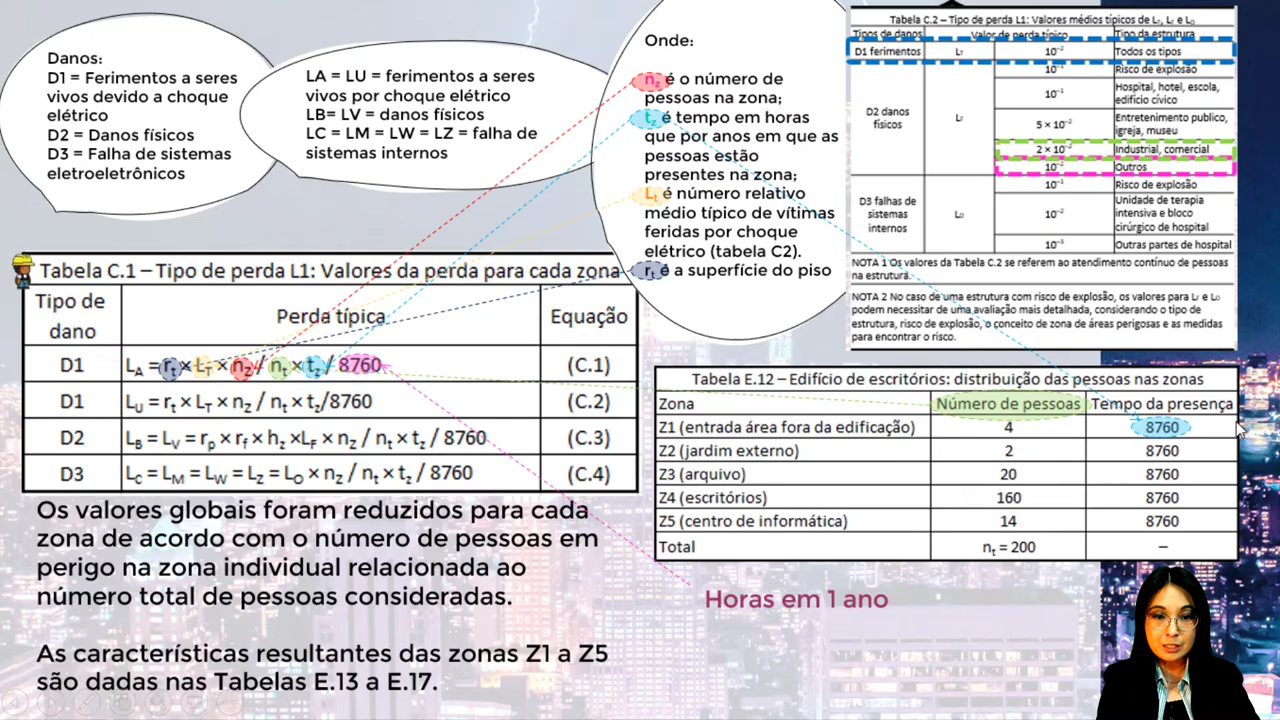 Danos:
D1 = Ferimentos a seres
vivos devido a choque
elétrico
D2 = Danos físicos
D3 = Falha de sistemas
eletroeletrônicos
LA = LU = ferimentos a seres
vivos por choque elétrico
LB= LV = danos físicos
LC = LM = LW = LZ = falha de
sistemas internos
Onde:
nz é o número de
pessoas na zona;
tz é tempo em horas
que por anos em que as
pessoas estão
presentes na zona;
Lt é número relativo
médio típico de vítimas
feridas por choque
elétrico (tabela C2).
rt é a superfície do piso
Tabela C.2 – Tipo de perda L1: Valores médios típicos de LT, LF e LO
Tipos de danos Valor de perda típico Tipo da estrutura
D1 ferimentos LT 10⁻² Todos os tipos
D2 danos físicos LF 10⁻¹ Risco de explosão
10⁻¹ Hospital, hotel, escola,
edifício cívico
5 × 10⁻² Entretenimento publico,
igreja, museu
2 × 10⁻² Industrial, comercial
10⁻² Outros
D3 falhas de
sistemas
internos
LO 10⁻¹ Risco de explosão
10⁻² Unidade de terapia
intensiva e bloco
cirúrgico de hospital
10⁻³ Outras partes de hospital
NOTA 1 Os valores da Tabela C.2 se referem ao atendimento contínuo de pessoas
na estrutura.
NOTA 2 No caso de uma estrutura com risco de explosão, os valores para LF e LO
podem necessitar de uma avaliação mais detalhada, considerando o tipo de
estrutura, risco de explosão, o conceito de zona de áreas perigosas e as medidas
para encontrar o risco.
Tabela C.1 – Tipo de perda L1: Valores da perda para cada zona
Tipo de
dano
Perda típica Equação
D1 LA = rt × LT × nZ / nt × tz / 8760 (C.1)
D1 LU = rt × LT × nZ / nt × tz/8760 (C.2)
D2 LB = LV = rp × rf × hz ×LF × nZ / nt × tz / 8760 (C.3)
D3 LC = LM = LW = LZ = LO × nZ / nt × tz / 8760 (C.4)
Tabela E.12 – Edifício de escritórios: distribuição das pessoas nas zonas
Zona Número de pessoas Tempo da presença
Z1 (entrada área fora da edificação) 4 8760
Z2 (jardim externo) 2 8760
Z3 (arquivo) 20 8760
Z4 (escritórios) 160 8760
Z5 (centro de informática) 14 8760
Total nt = 200 –
Os valores globais foram reduzidos para cada
zona de acordo com o número de pessoas em
perigo na zona individual relacionada ao
número total de pessoas consideradas.
As características resultantes das zonas Z1 a Z5
são dadas nas Tabelas E.13 a E.17.
Horas em 1 ano